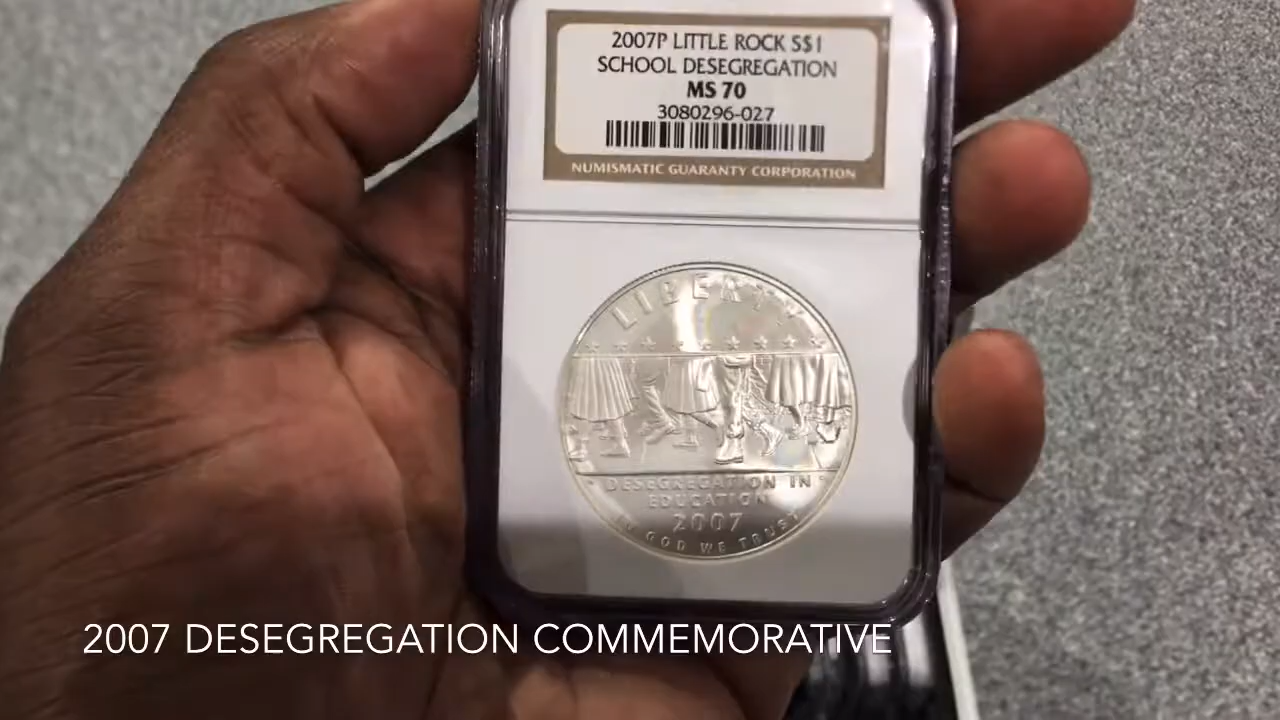 2007P LITTLE ROCK S$1
SCHOOL DESEGREGATION
MS 70
3080296-027
NUMISMATIC GUARANTY CORPORATION
LIBERTY
DESEGREGATION IN
EDUCATION
2007
IN GOD WE TRUST
2007 DESEGREGATION COMMEMORATIVE